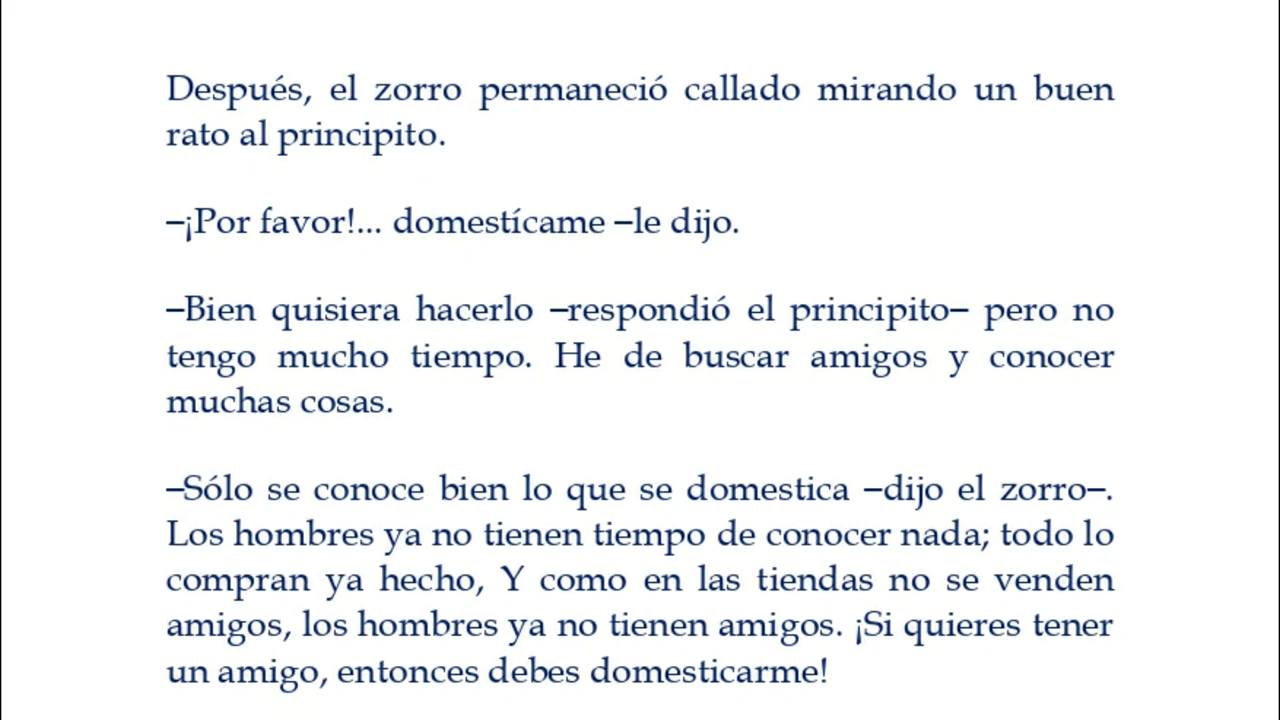 Después, el zorro permaneció callado mirando un buen
rato al principito.
–¡Por favor!... domestícame –le dijo.
–Bien quisiera hacerlo –respondió el principito– pero no
tengo mucho tiempo. He de buscar amigos y conocer
muchas cosas.
–Sólo se conoce bien lo que se domestica –dijo el zorro–.
Los hombres ya no tienen tiempo de conocer nada; todo lo
compran ya hecho, Y como en las tiendas no se venden
amigos, los hombres ya no tienen amigos. ¡Si quieres tener
un amigo, entonces debes domesticarme!